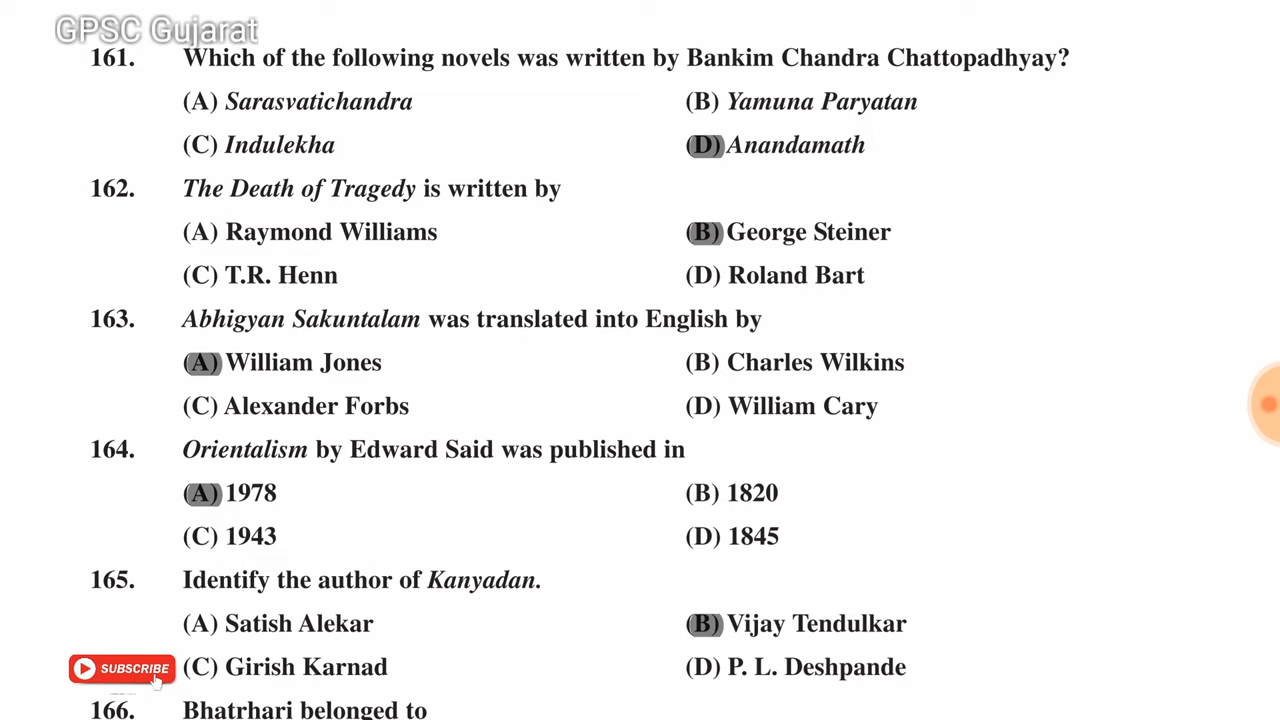 GPSC Gujarat
161. Which of the following novels was written by Bankim Chandra Chattopadhyay?
(A) Sarasvatichandra (B) Yamuna Paryatan
(C) Indulekha (D) Anandamath
162. The Death of Tragedy is written by
(A) Raymond Williams (B) George Steiner
(C) T.R. Henn (D) Roland Bart
163. Abhigyan Sakuntalam was translated into English by
(A) William Jones (B) Charles Wilkins
(C) Alexander Forbs (D) William Cary
164. Orientalism by Edward Said was published in
(A) 1978 (B) 1820
(C) 1943 (D) 1845
165. Identify the author of Kanyadan.
(A) Satish Alekar (B) Vijay Tendulkar
SUBSCRIBE (C) Girish Karnad (D) P. L. Deshpande
166. Bhatrhari belonged to